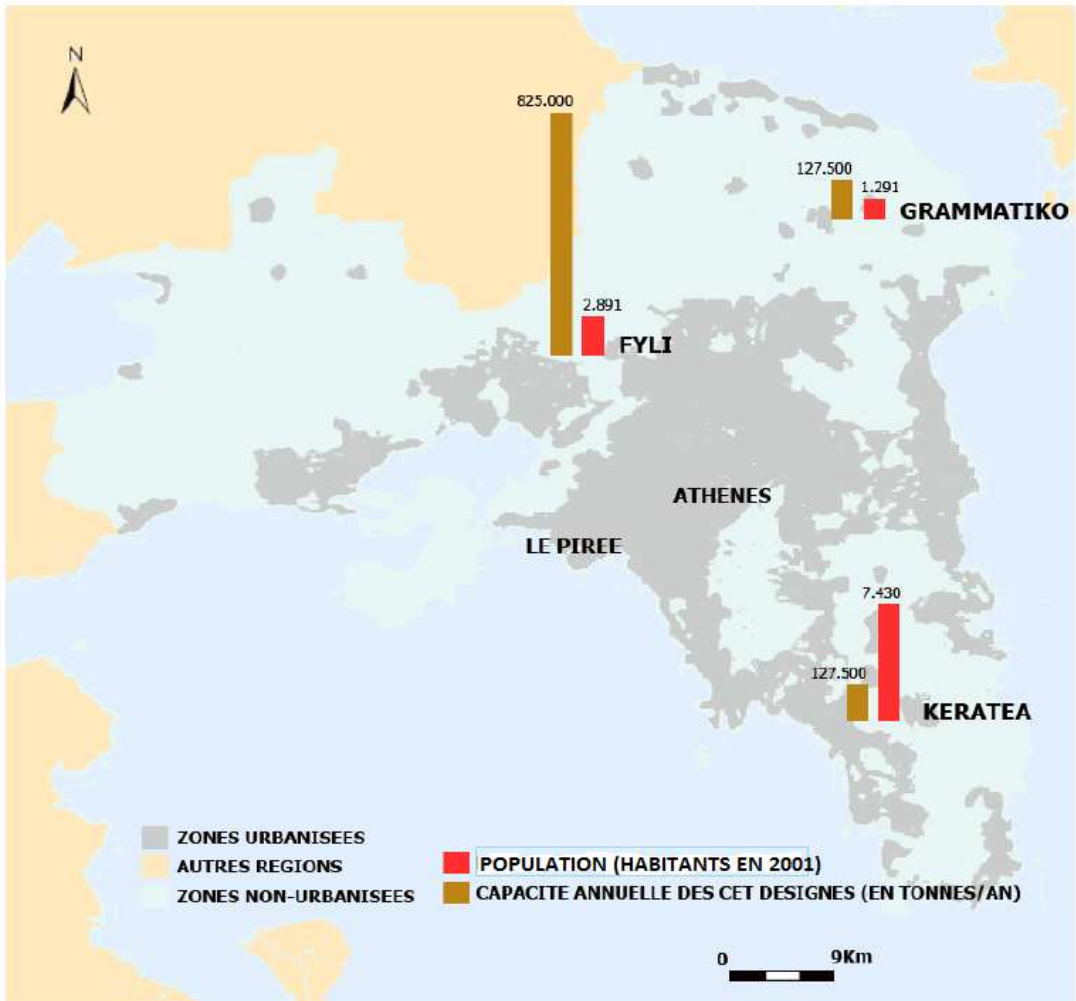 N
825.000
127.500
1.291
GRAMMATIKO
2.891
FYLI
ATHENES
LE PIREE
7.430
127.500
KERATEA
ZONES URBANISEES
AUTRES REGIONS
ZONES NON-URBANISEES
POPULATION (HABITANTS EN 2001)
CAPACITE ANNUELLE DES CET DESIGNES (EN TONNES/AN)
0 9Km